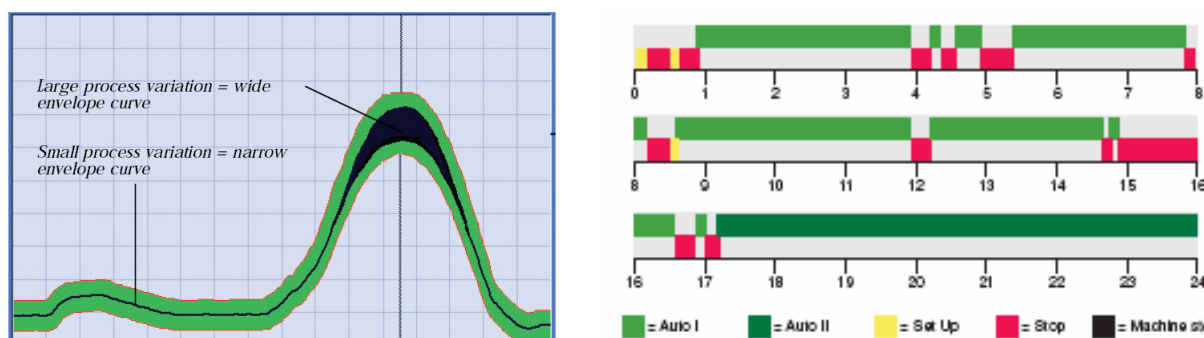 Large process variation = wide
envelope curve
Small process variation = narrow
envelope curve
0 1 2 3 4 5 6 7 8
8 9 10 11 12 13 14 15 16
16 17 18 19 20 21 22 23 24
= Auto I = Auto II = Set Up = Stop = Machine